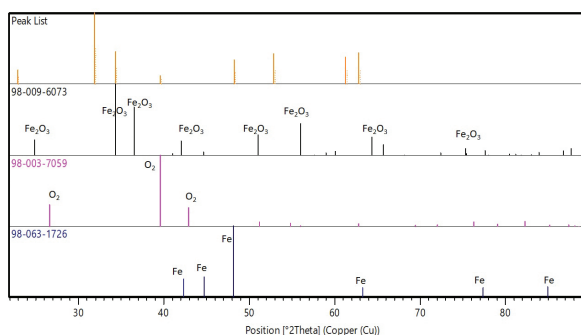 Peak List
98-009-6073
Fe2O3
Fe2O3
Fe2O3
Fe2O3
Fe2O3
Fe2O3
Fe2O3
Fe2O3
98-003-7059
O2
O2
O2
98-063-1726
Fe
Fe
Fe
Fe
Fe
Fe
30
40
50
60
70
80
Position [°2Theta] (Copper (Cu))